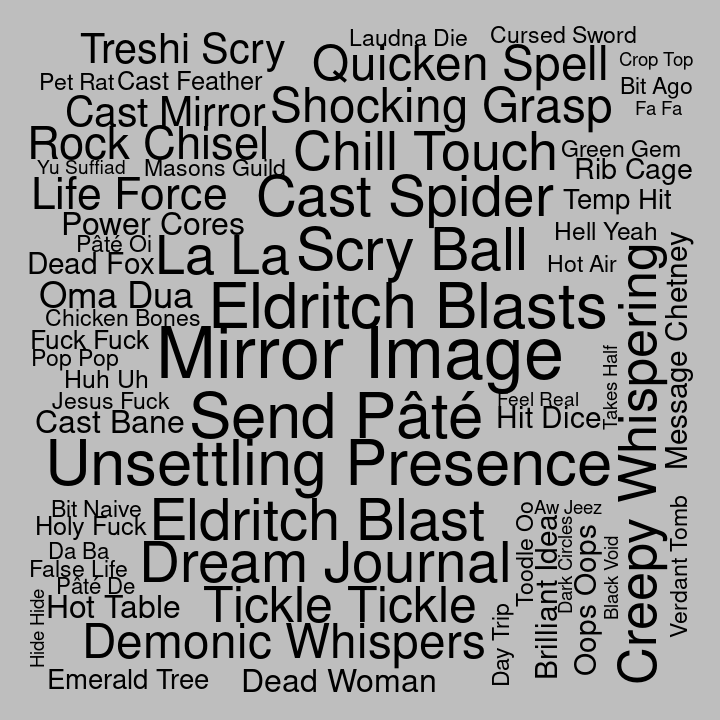 Treshi Scry
Laudna Die
Cursed Sword
Quicken Spell
Crop Top
Pet Rat
Cast Feather
Bit Ago
Cast Mirror
Shocking Grasp
Fa Fa
Rock Chisel
Chill Touch
Green Gem
Yu Suffiad
Masons Guild
Rib Cage
Life Force
Cast Spider
Temp Hit
Power Cores
Hell Yeah
Pâté Oi
La La
Scry Ball
Dead Fox
Hot Air
Oma Dua
Eldritch Blasts
Chicken Bones
Fuck Fuck
Mirror Image
Pop Pop
Huh Uh
Jesus Fuck
Send Pâté
Feel Real
Cast Bane
Hit Dice
Takes Half
Creepy Whispering
Message Chetney
Unsettling Presence
Bit Naive
Eldritch Blast
Aw Jeez
Holy Fuck
Toodle Oo
Da Ba
Dream Journal
Brilliant Idea
Dark Circles
Oops Oops
Black Void
Verdant Tomb
False Life
Pâté De
Hide Hide
Hot Table
Tickle Tickle
Day Trip
Demonic Whispers
Emerald Tree
Dead Woman